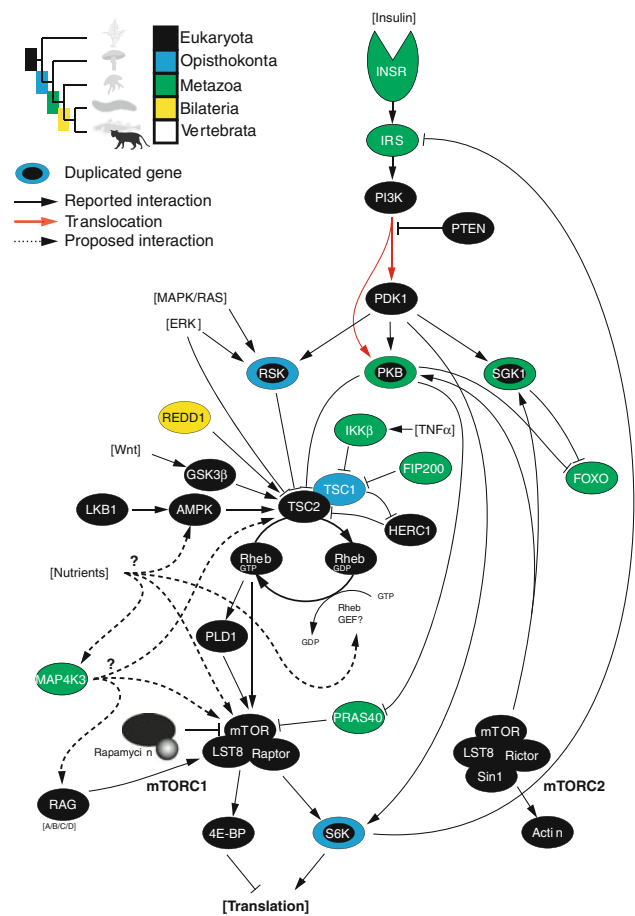 [Insulin]
Eukaryota
Opisthokonta
Metazoa
Bilateria
Vertebrata
INSR
IRS
Duplicated gene
Reported interaction
Translocation
Proposed interaction
PI3K
PTEN
PDK1
[MAPK/RAS]
[ERK]
RSK
PKB
SGK1
REDD1
IKKβ
[TNFα]
[Wnt]
GSK3β
FIP200
FOXO
TSC1
LKB1
AMPK
TSC2
HERC1
?
Rheb
GTP
Rheb
GDP
[Nutrients]
GTP
Rheb
GEF?
GDP
PLD1
?
MAP4K3
PRAS40
mTOR
mTOR
Rapamycin
LST8
Raptor
LST8
Rictor
Sin1
mTORC1
mTORC2
RAG
[A/B/C/D]
4E-BP
S6K
Actin
[Translation]